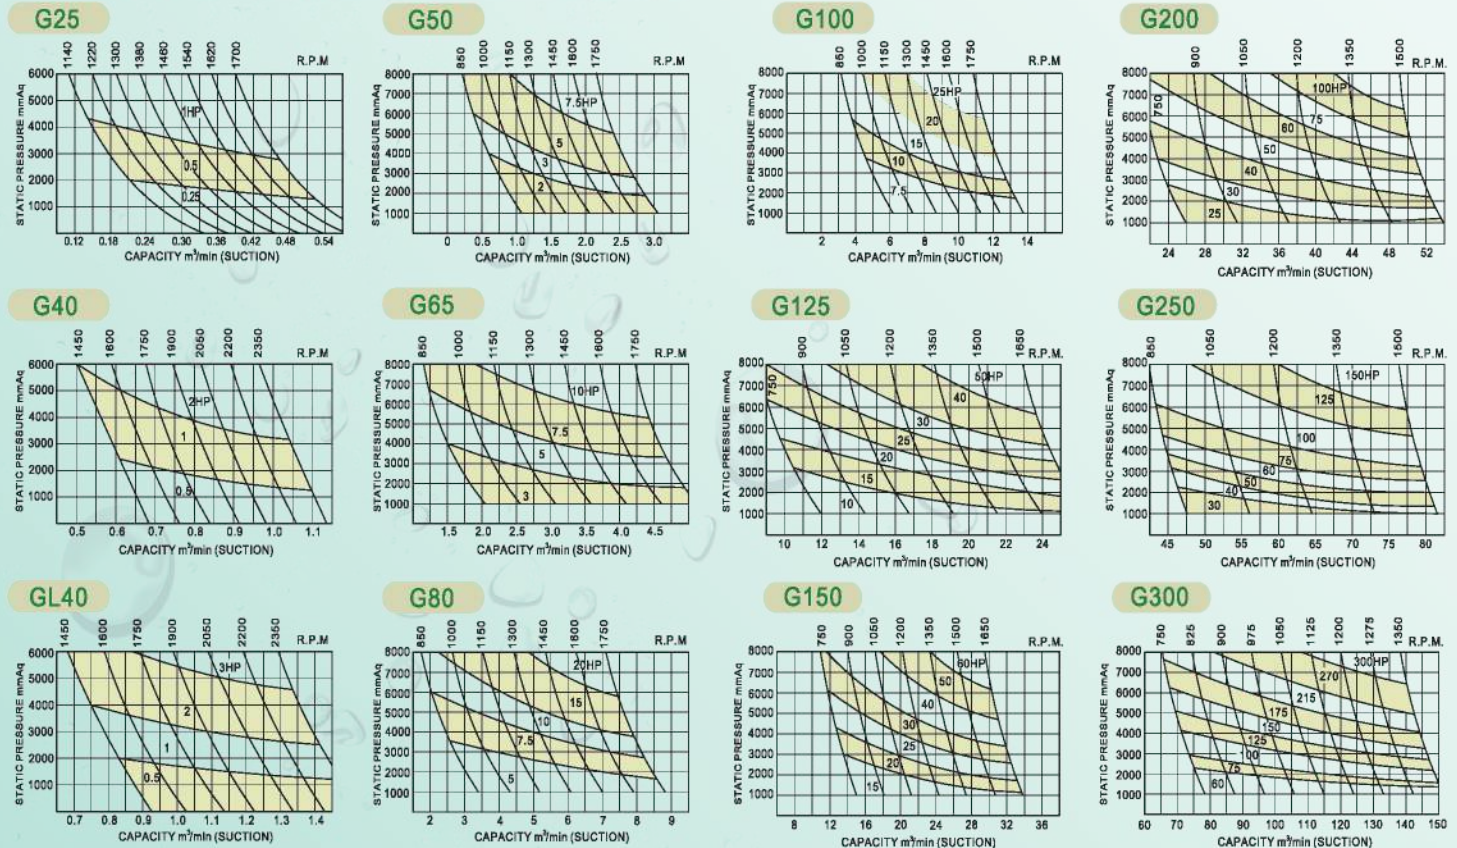 G25
1140 1220 1300 1380 1460 1540 1620 1700 R.P.M
STATIC PRESSURE mmAq
6000
5000
4000
3000
2000
1000
1HP
0.5
0.25
0.12 0.18 0.24 0.30 0.36 0.42 0.48 0.54
CAPACITY m³/min (SUCTION)
G50
850 1000 1150 1300 1450 1600 1750 R.P.M
STATIC PRESSURE mmAq
8000
7000
6000
5000
4000
3000
2000
1000
7.5HP
5
3
2
0 0.5 1.0 1.5 2.0 2.5 3.0
CAPACITY m³/min (SUCTION)
G100
850 1000 1150 1300 1450 1600 1750 R.P.M
STATIC PRESSURE mmAq
8000
7000
6000
5000
4000
3000
2000
1000
25HP
20
15
10
7.5
2 4 6 8 10 12 14
CAPACITY m³/min (SUCTION)
G200
900 1050 1200 1350 1500 R.P.M.
STATIC PRESSURE mmAq
8000
7000
6000
5000
4000
3000
2000
1000
750
100HP
75
60
50
40
30
25
24 28 32 36 40 44 48 52
CAPACITY m³/min (SUCTION)
G40
1450 1600 1750 1900 2050 2200 2350 R.P.M
STATIC PRESSURE mmAq
6000
5000
4000
3000
2000
1000
2HP
1
0.5
0.5 0.6 0.7 0.8 0.9 1.0 1.1
CAPACITY m³/min (SUCTION)
G65
850 1000 1150 1300 1450 1600 1750 R.P.M
STATIC PRESSURE mmAq
8000
7000
6000
5000
4000
3000
2000
1000
10HP
7.5
5
3
1.5 2.0 2.5 3.0 3.5 4.0 4.5
CAPACITY m³/min (SUCTION)
G125
900 1050 1200 1350 1500 1650 R.P.M.
STATIC PRESSURE mmAq
8000
7000
6000
5000
4000
3000
2000
1000
750
50HP
40
30
25
20
15
10
10 12 14 16 18 20 22 24
CAPACITY m³/min (SUCTION)
G250
850 1050 1200 1350 1500 R.P.M.
STATIC PRESSURE mmAq
8000
7000
6000
5000
4000
3000
2000
1000
150HP
125
100
75
60
50
40
30
45 50 55 60 65 70 75 80
CAPACITY m³/min (SUCTION)
GL40
1450 1600 1750 1900 2050 2200 2350 R.P.M
STATIC PRESSURE mmAq
6000
5000
4000
3000
2000
1000
3HP
2
1
0.5
0.7 0.8 0.9 1.0 1.1 1.2 1.3 1.4
CAPACITY m³/min (SUCTION)
G80
850 1000 1150 1300 1450 1600 1750 R.P.M
STATIC PRESSURE mmAq
8000
7000
6000
5000
4000
3000
2000
1000
20HP
15
10
7.5
5
2 3 4 5 6 7 8 9
CAPACITY m³/min (SUCTION)
G150
750 900 1050 1200 1350 1500 1650 R.P.M.
STATIC PRESSURE mmAq
8000
7000
6000
5000
4000
3000
2000
1000
60HP
50
40
30
25
20
15
8 12 16 20 24 28 32 36
CAPACITY m³/min (SUCTION)
G300
750 825 900 975 1050 1125 1200 1275 1350 R.P.M.
STATIC PRESSURE mmAq
8000
7000
6000
5000
4000
3000
2000
1000
300HP
270
215
175
150
125
100
75
60
60 70 80 90 100 110 120 130 140 150
CAPACITY m³/min (SUCTION)